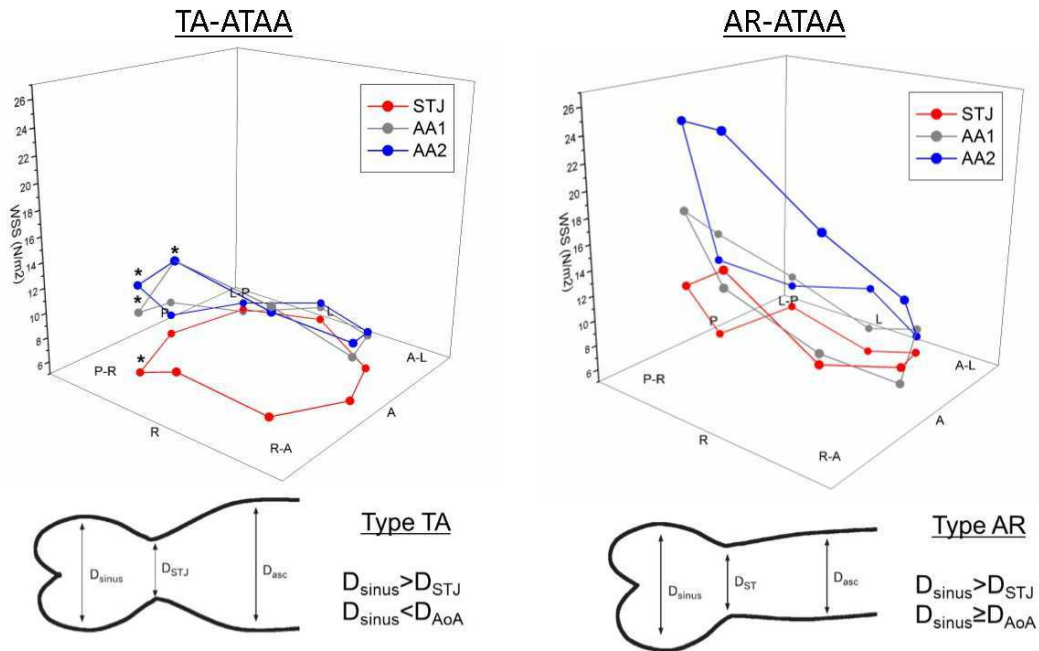 TA-ATAA
AR-ATAA
26
24
22
20
18
16
14
12
10
8
6
WSS (N/m2)
STJ
AA1
AA2
*
*
*
*
P
L-P
L
A-L
P-R
R
R-A
A
26
24
22
20
18
16
14
12
10
8
6
WSS (N/m2)
STJ
AA1
AA2
P
L-P
L
A-L
P-R
R
R-A
A
Type TA
Dsinus
DSTJ
Dasc
Dsinus>DSTJ
Dsinus<DAoA
Type AR
Dsinus
DST
Dasc
Dsinus>DSTJ
Dsinus≥DAoA